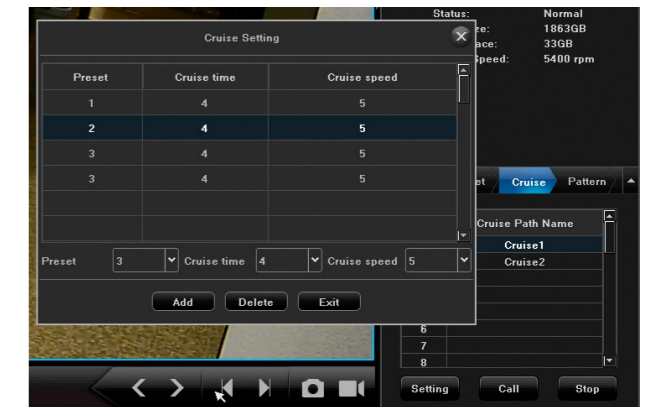 Status: Normal
ze: 1863GB
ace: 33GB
Speed: 5400 rpm
Cruise Setting
Preset Cruise time Cruise speed
1 4 5
2 4 5
3 4 5
3 4 5
Preset 3 Cruise time 4 Cruise speed 5
Add Delete Exit
et Cruise Pattern
Cruise Path Name
Cruise1
Cruise2
6
7
8
Setting Call Stop